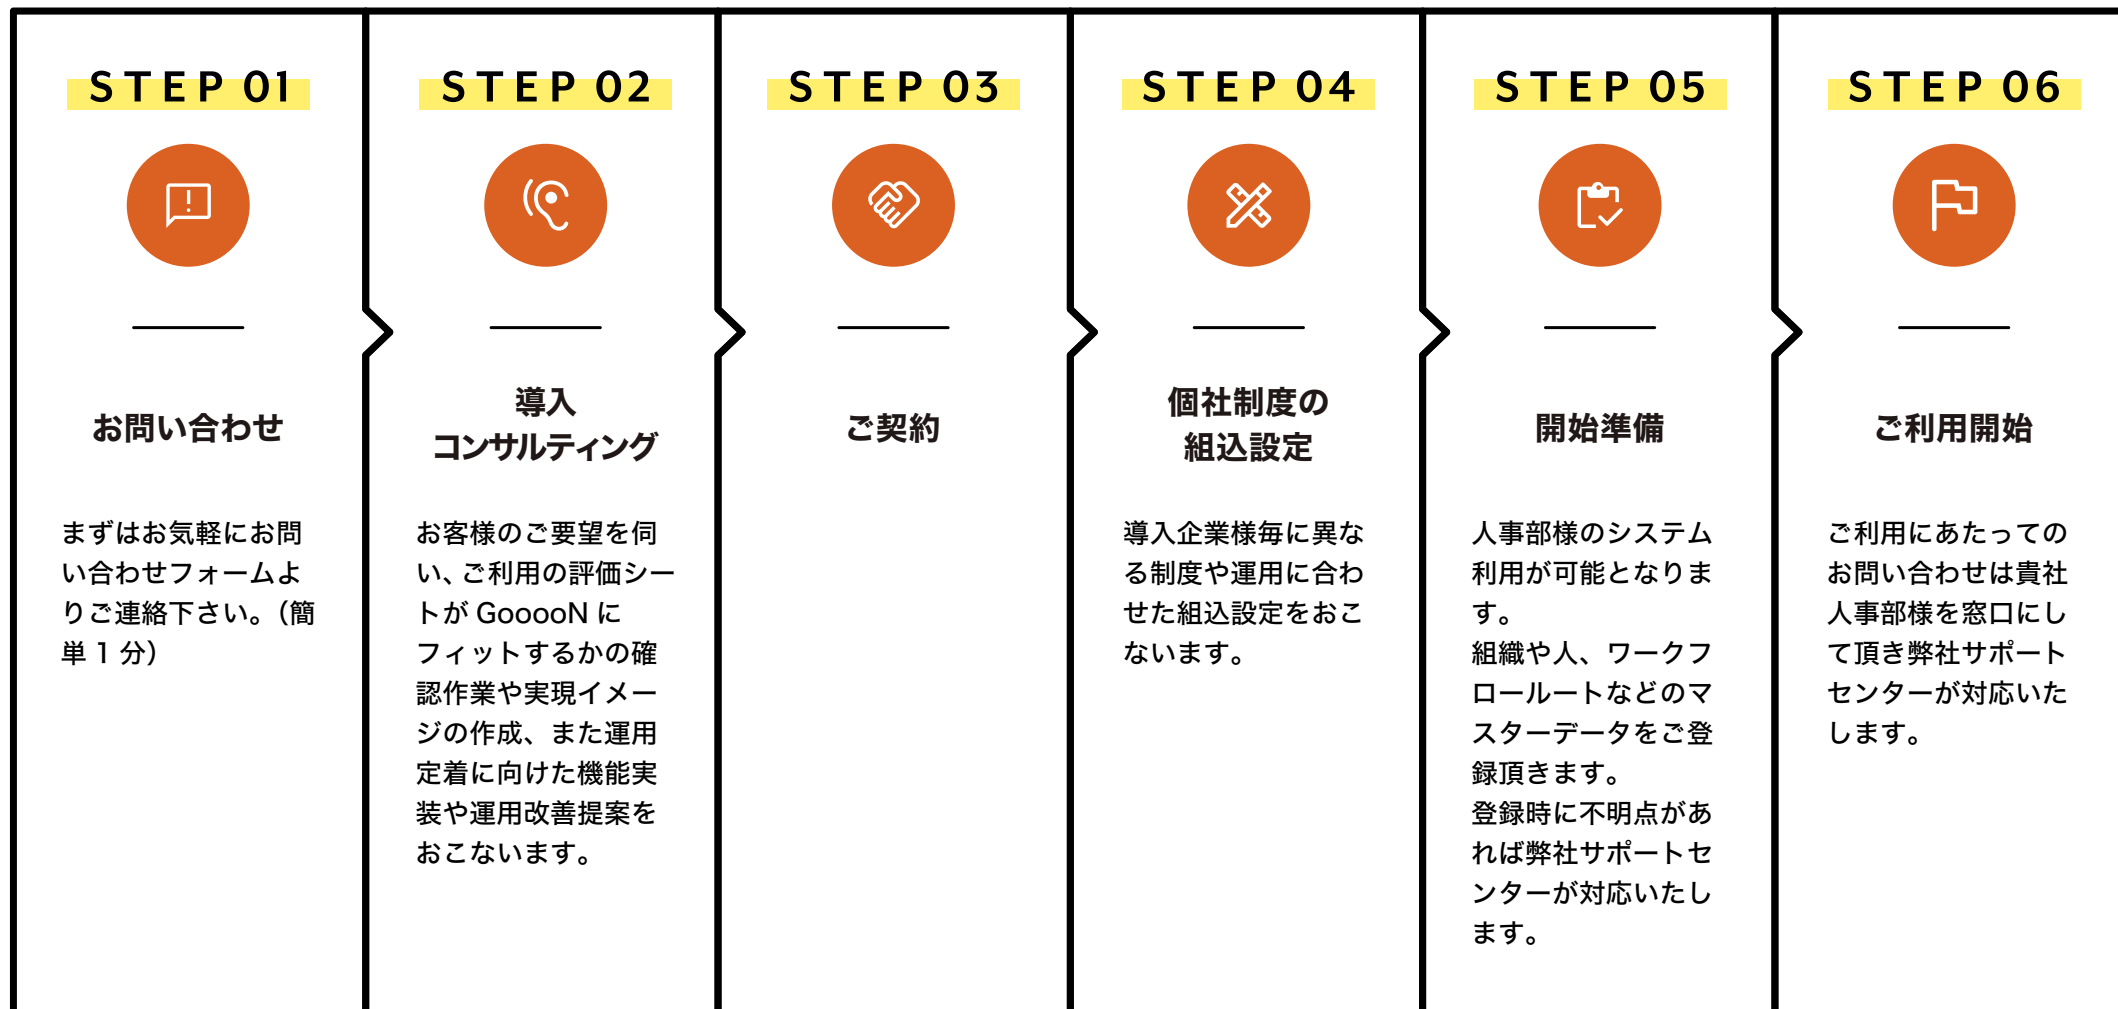 STEP 01
お問い合わせ
まずはお気軽にお問
い合わせフォームよ
りご連絡下さい。（簡
単 1 分）
STEP 02
導入
コンサルティング
お客様のご要望を伺
い、ご利用の評価シー
トが GooooN に
フィットするかの確
認作業や実現イメー
ジの作成、また運用
定着に向けた機能実
装や運用改善提案を
おこないます。
STEP 03
ご契約
STEP 04
個社制度の
組込設定
導入企業様毎に異な
る制度や運用に合わ
せた組込設定をおこ
ないます。
STEP 05
開始準備
人事部様のシステム
利用が可能となりま
す。
組織や人、ワークフ
ロールートなどのマ
スターデータをご登
録頂きます。
登録時に不明点があ
れば弊社サポートセ
ンターが対応いたし
ます。
STEP 06
ご利用開始
ご利用にあたっての
お問い合わせは貴社
人事部様を窓口にし
て頂き弊社サポート
センターが対応いた
します。